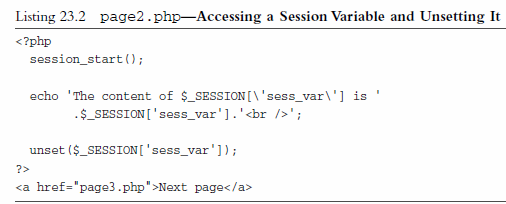 Listing 23.2 page2.php—Accessing a Session Variable and Unsetting It
<?php
session_start();
echo 'The content of $_SESSION[\'sess_var\'] is '
.$_SESSION['sess_var'].'<br />';
unset($_SESSION['sess_var']);
?>
<a href="page3.php">Next page</a>